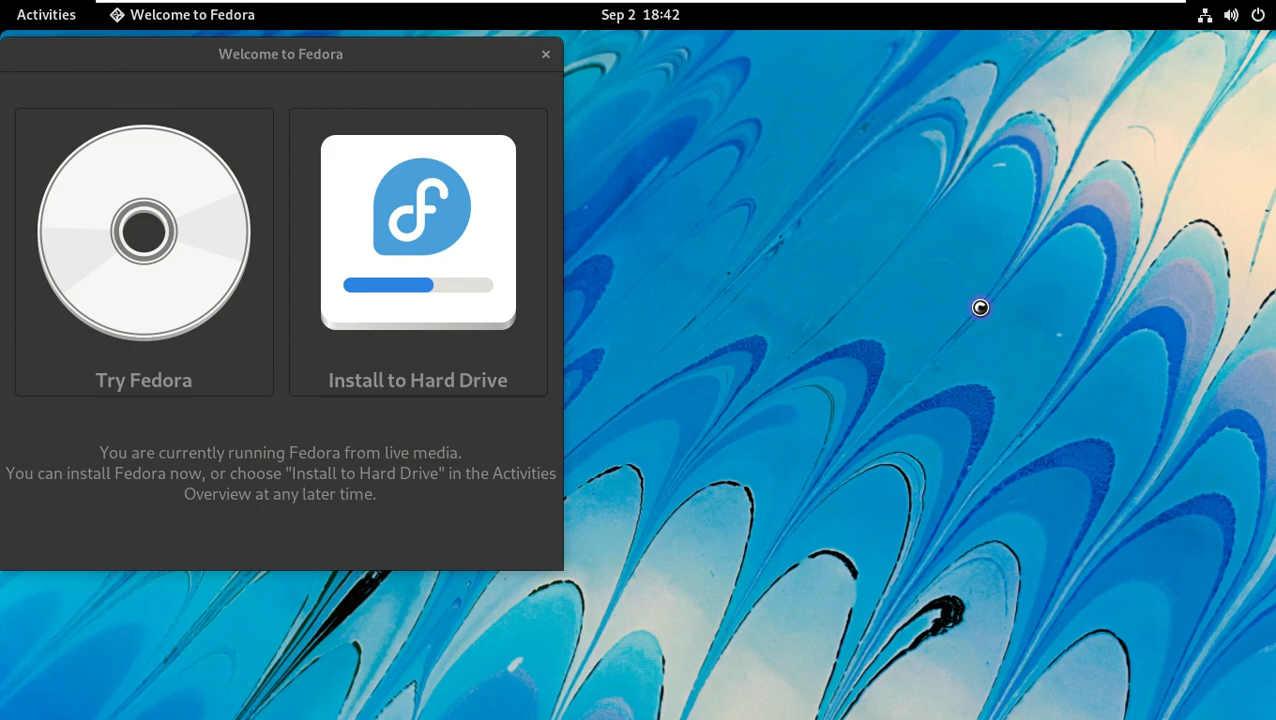 Activities
Welcome to Fedora
Sep 2 18:42
Welcome to Fedora
Try Fedora
Install to Hard Drive
You are currently running Fedora from live media.
You can install Fedora now, or choose "Install to Hard Drive" in the Activities
Overview at any later time.